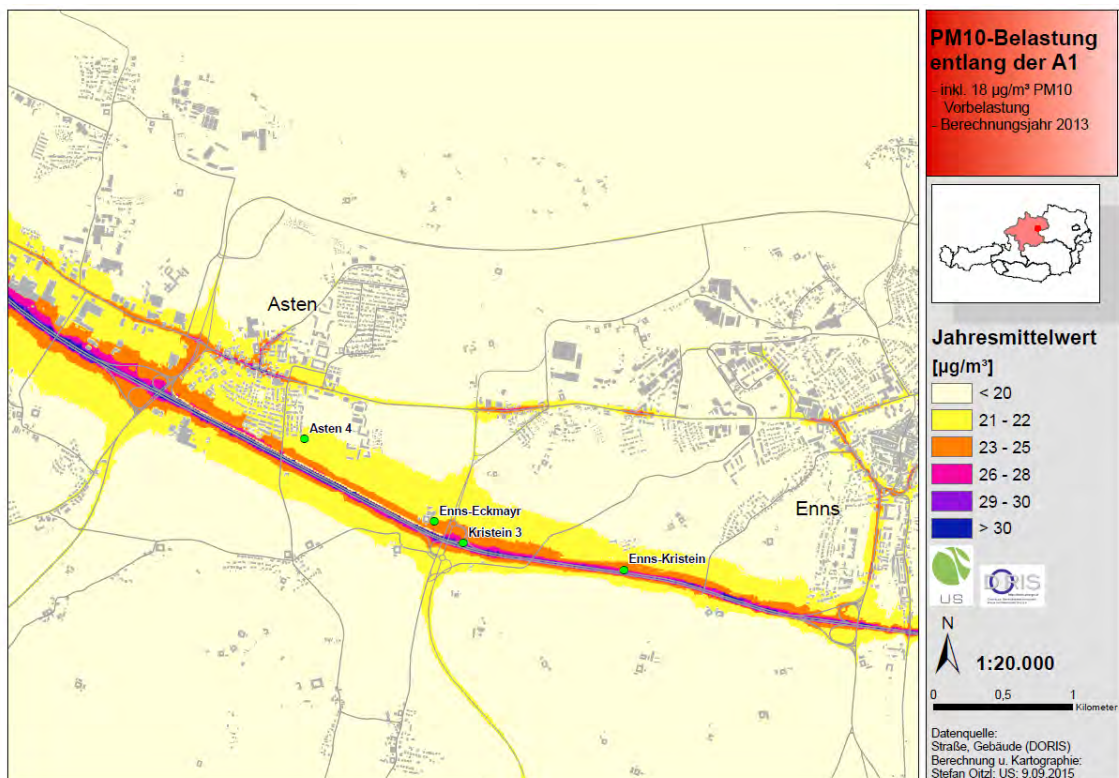 PM10-Belastung
entlang der A1
- inkl. 18 µg/m³ PM10
Vorbelastung
- Berechnungsjahr 2013
Asten
Asten 4
Enns-Eckmayr
Kristein 3
Enns
Enns-Kristein
Jahresmittelwert
[µg/m³]
< 20
21 - 22
23 - 25
26 - 28
29 - 30
> 30
US
DORIS
N
1:20.000
0 0,5 1
Kilometer
Datenquelle:
Straße, Gebäude (DORIS)
Berechnung u. Kartographie:
Stefan Oitzl; US; 9.09.2015